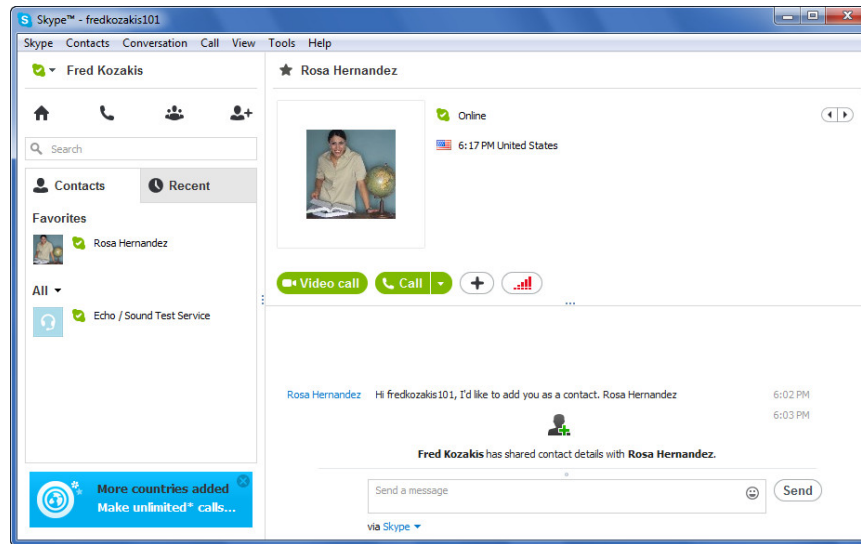 Skype™ - fredkozakis101
Skype Contacts Conversation Call View Tools Help
Fred Kozakis
Search
Contacts
Recent
Favorites
Rosa Hernandez
All
Echo / Sound Test Service
More countries added
Make unlimited* calls...
Rosa Hernandez
Online
6:17 PM United States
Video call
Call
Rosa Hernandez Hi fredkozakis101, I'd like to add you as a contact. Rosa Hernandez 6:02 PM
6:03 PM
Fred Kozakis has shared contact details with Rosa Hernandez.
Send a message
Send
via Skype